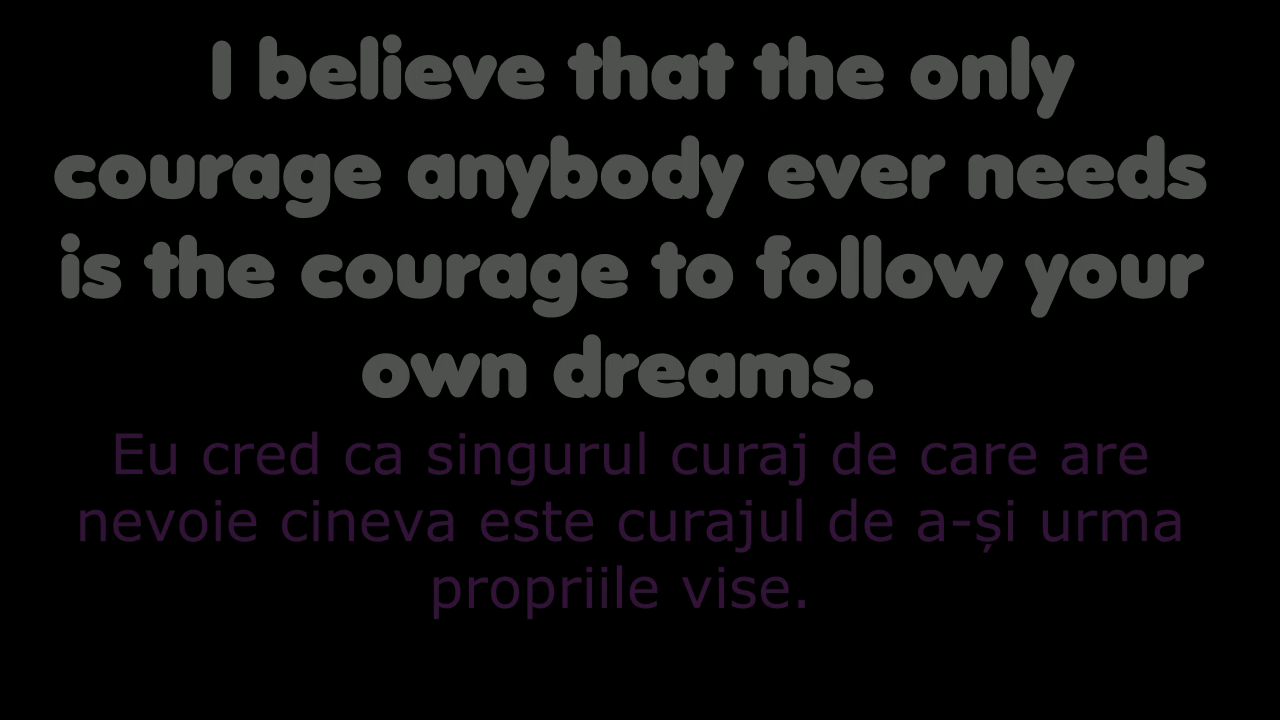 I believe that the only
courage anybody ever needs
is the courage to follow your
own dreams.
Eu cred ca singurul curaj de care are
nevoie cineva este curajul de a-și urma
propriile vise.